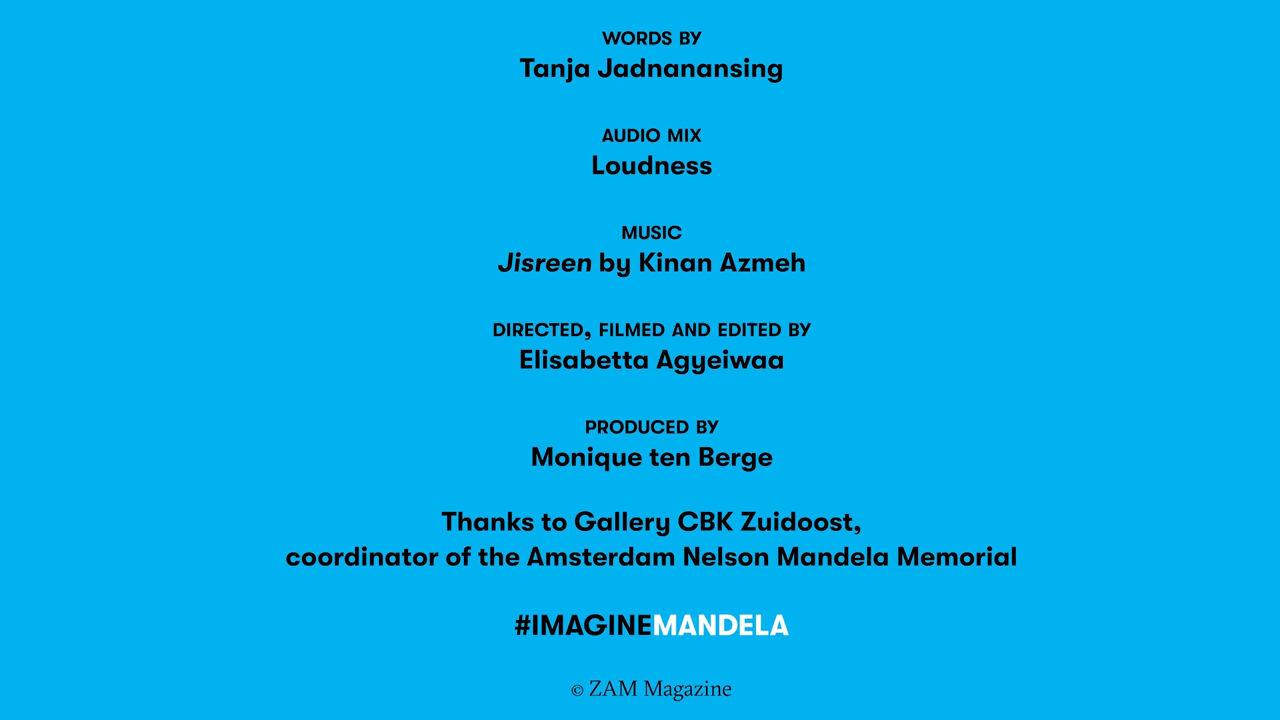 WORDS BY
Tanja Jadnanansing
AUDIO MIX
Loudness
MUSIC
Jisreen by Kinan Azmeh
DIRECTED, FILMED AND EDITED BY
Elisabetta Agyeiwaa
PRODUCED BY
Monique ten Berge
Thanks to Gallery CBK Zuidoost,
coordinator of the Amsterdam Nelson Mandela Memorial
#IMAGINEMANDELA
© ZAM Magazine